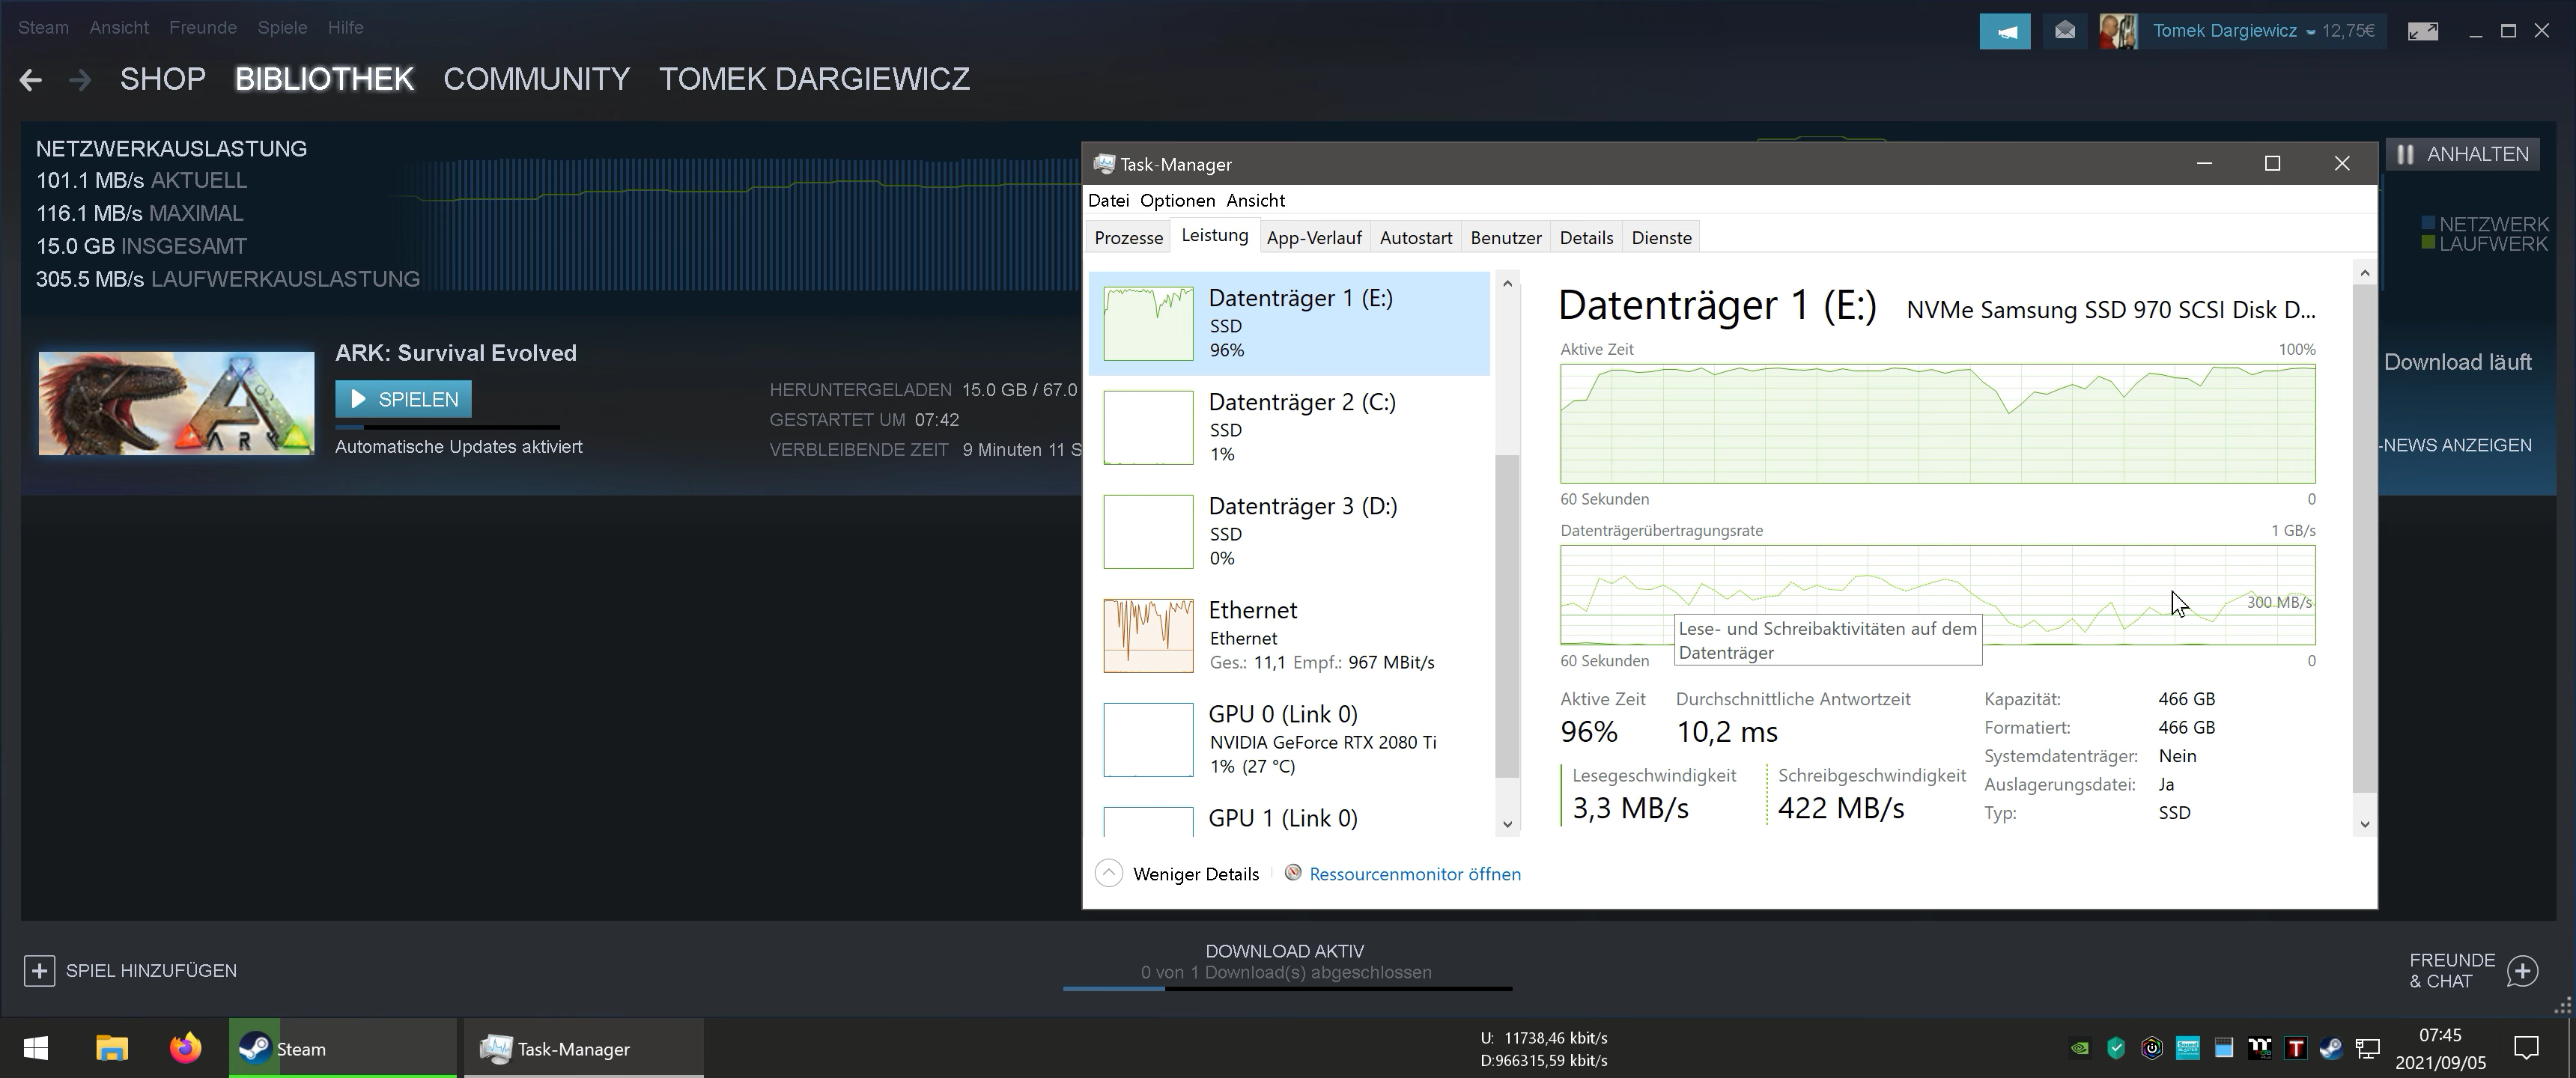 Steam Ansicht Freunde Spiele Hilfe
Tomek Dargiewicz 12,75€
SHOP BIBLIOTHEK COMMUNITY TOMEK DARGIEWICZ
NETZWERKAUSLASTUNG
101.1 MB/s AKTUELL
116.1 MB/s MAXIMAL
15.0 GB INSGESAMT
305.5 MB/s LAUFWERKAUSLASTUNG
ANHALTEN
NETZWERK
LAUFWERK
ARK: Survival Evolved
SPIELEN
Automatische Updates aktiviert
ARK
HERUNTERGELADEN 15.0 GB / 67.0
GESTARTET UM 07:42
VERBLEIBENDE ZEIT 9 Minuten 11 S
Download läuft
-NEWS ANZEIGEN
Task-Manager
Datei Optionen Ansicht
Prozesse Leistung App-Verlauf Autostart Benutzer Details Dienste
Datenträger 1 (E:)
SSD
96%
Datenträger 2 (C:)
SSD
1%
Datenträger 3 (D:)
SSD
0%
Ethernet
Ethernet
Ges.: 11,1 Empf.: 967 MBit/s
GPU 0 (Link 0)
NVIDIA GeForce RTX 2080 Ti
1% (27 °C)
GPU 1 (Link 0)
Datenträger 1 (E:) NVMe Samsung SSD 970 SCSI Disk D...
Aktive Zeit 100%
60 Sekunden 0
Datenträgerübertragungsrate 1 GB/s
300 MB/s
Lese- und Schreibaktivitäten auf dem
Datenträger
60 Sekunden 0
Aktive Zeit
96%
Durchschnittliche Antwortzeit
10,2 ms
Lesegeschwindigkeit
3,3 MB/s
Schreibgeschwindigkeit
422 MB/s
Kapazität: 466 GB
Formatiert: 466 GB
Systemdatenträger: Nein
Auslagerungsdatei: Ja
Typ: SSD
Weniger Details Ressourcenmonitor öffnen
SPIEL HINZUFÜGEN
DOWNLOAD AKTIV
0 von 1 Download(s) abgeschlossen
FREUNDE
& CHAT
Steam
Task-Manager
U: 11738,46 kbit/s
D:966315,59 kbit/s
07:45
2021/09/05